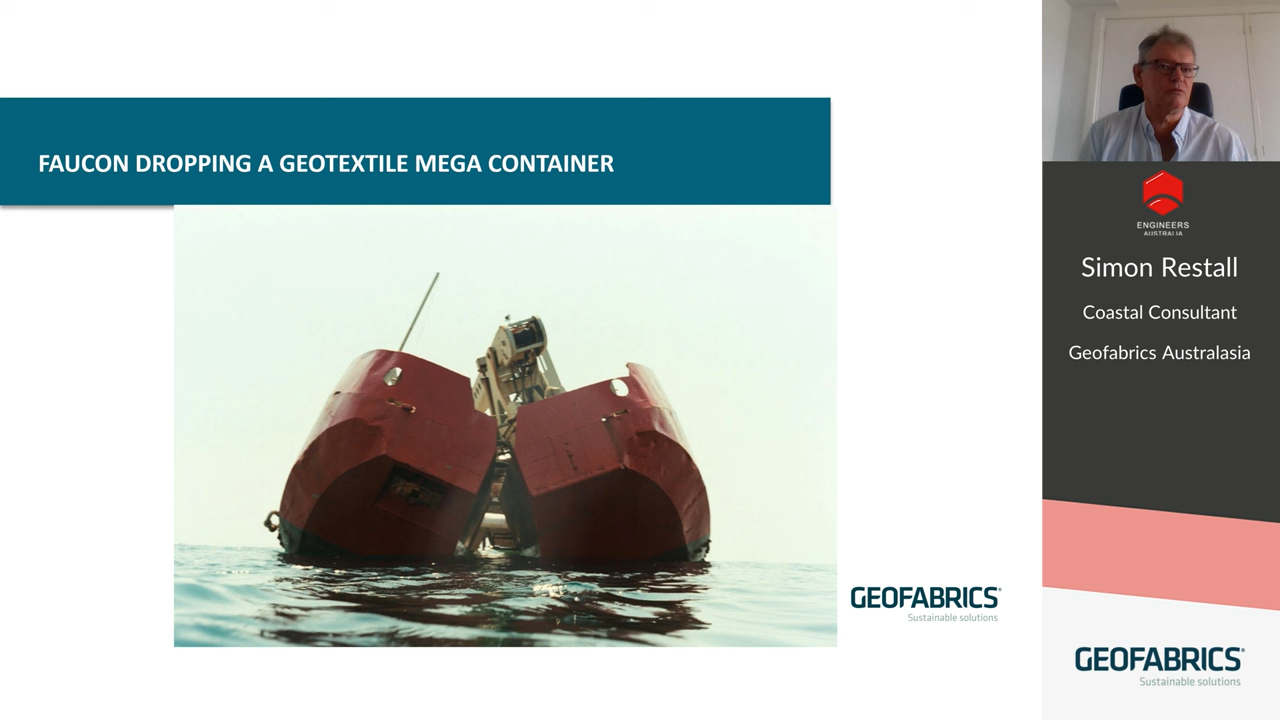 FAUCON DROPPING A GEOTEXTILE MEGA CONTAINER
GEOFABRICS
Sustainable solutions
ENGINEERS
AUSTRALIA
Simon Restall
Coastal Consultant
Geofabrics Australasia
GEOFABRICS
Sustainable solutions